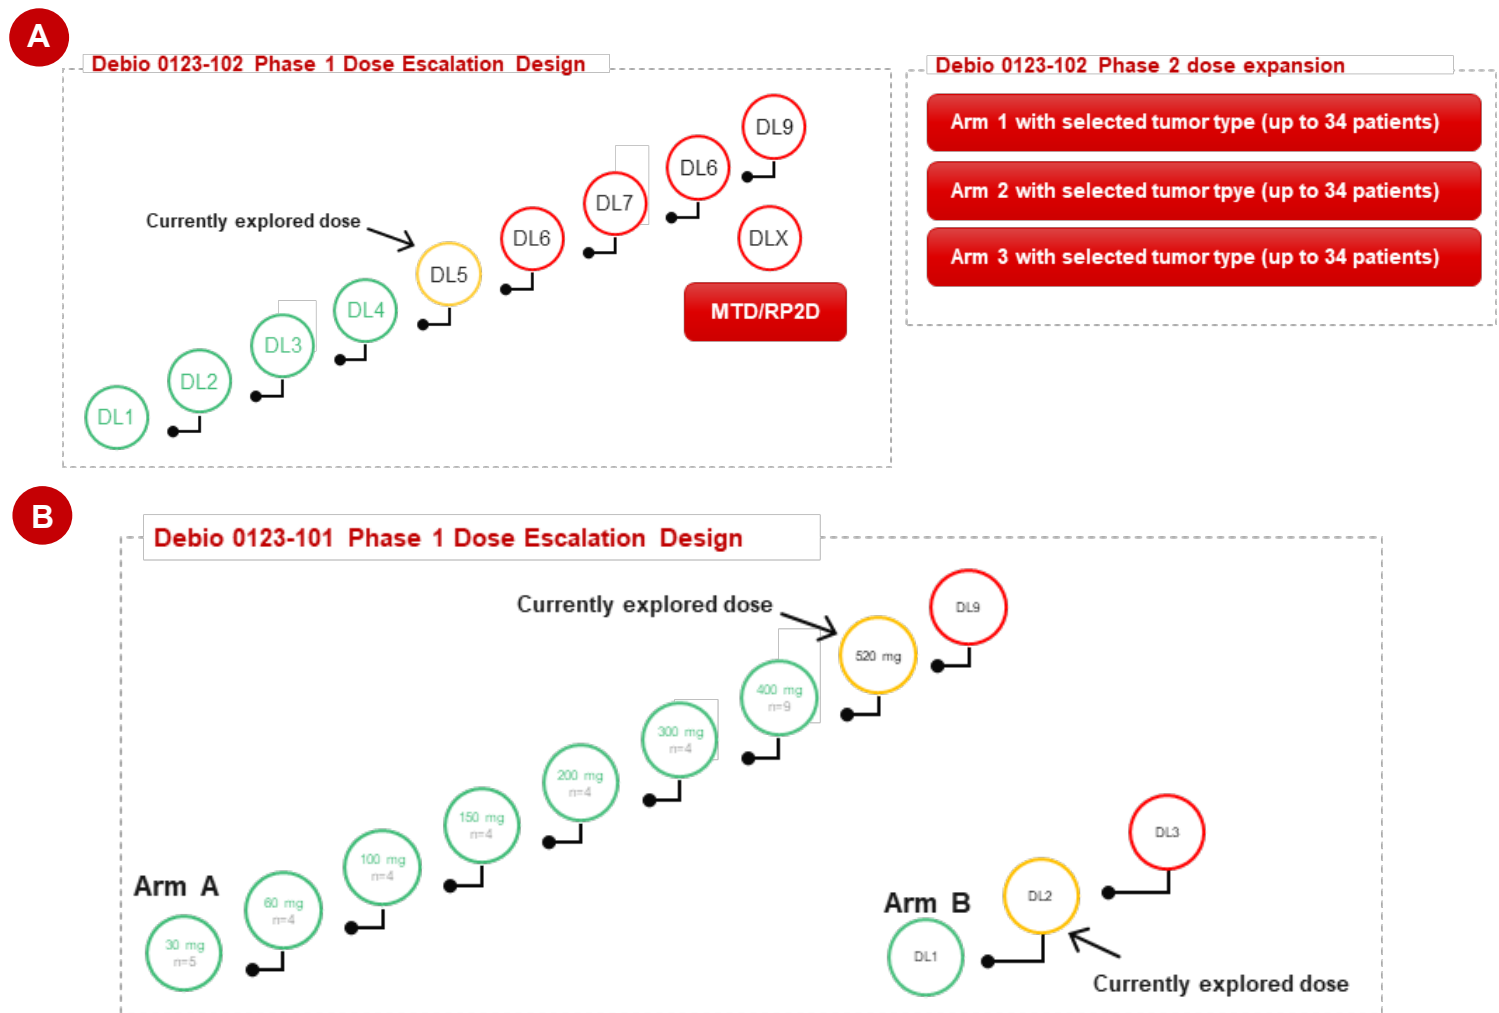 A
Debio 0123-102 Phase 1 Dose Escalation Design
Debio 0123-102 Phase 2 dose expansion
Arm 1 with selected tumor type (up to 34 patients)
Arm 2 with selected tumor tpye (up to 34 patients)
Arm 3 with selected tumor type (up to 34 patients)
DL9
DL6
DL7
Currently explored dose
DL6
DLX
DL5
DL4
MTD/RP2D
DL3
DL2
DL1
B
Debio 0123-101 Phase 1 Dose Escalation Design
Currently explored dose
DL9
520 mg
400 mg
n=9
300 mg
n=4
200 mg
n=4
150 mg
n=4
100 mg
n=4
Arm A
60 mg
n=4
30 mg
n=5
DL3
Arm B
DL2
DL1
Currently explored dose